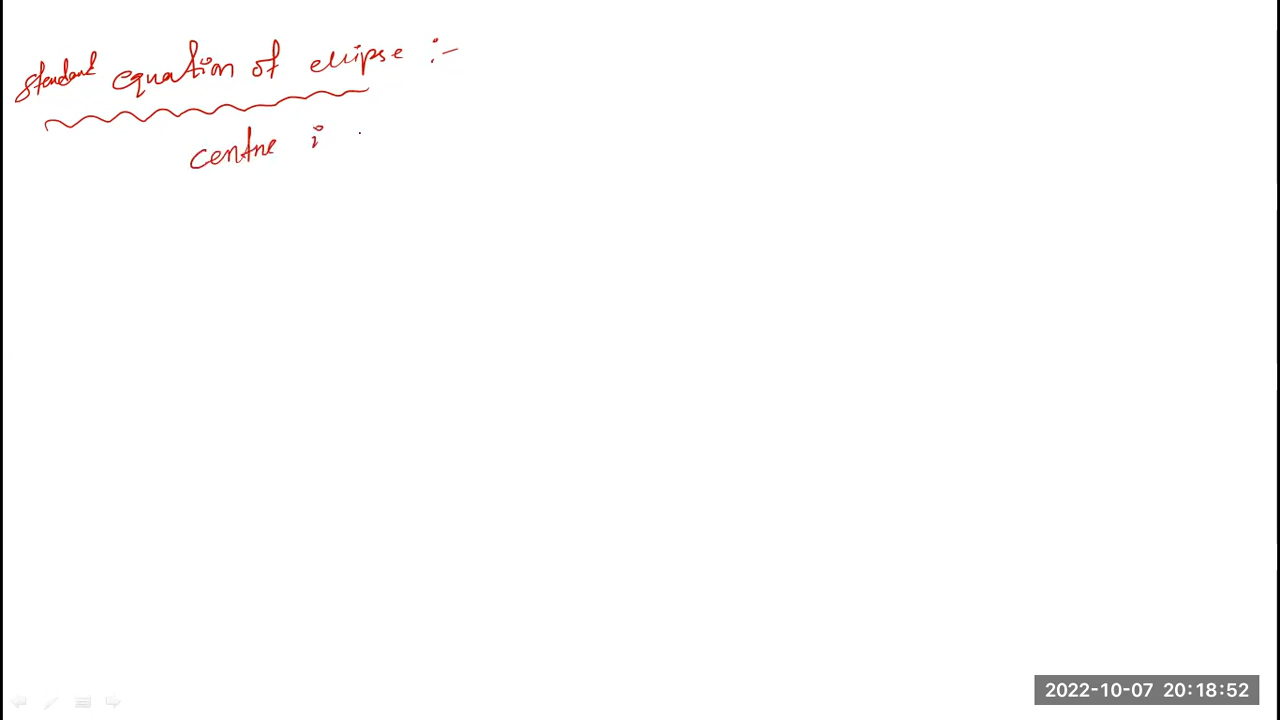 standard equation of ellipse :-
centre i
2022-10-07 20:18:52